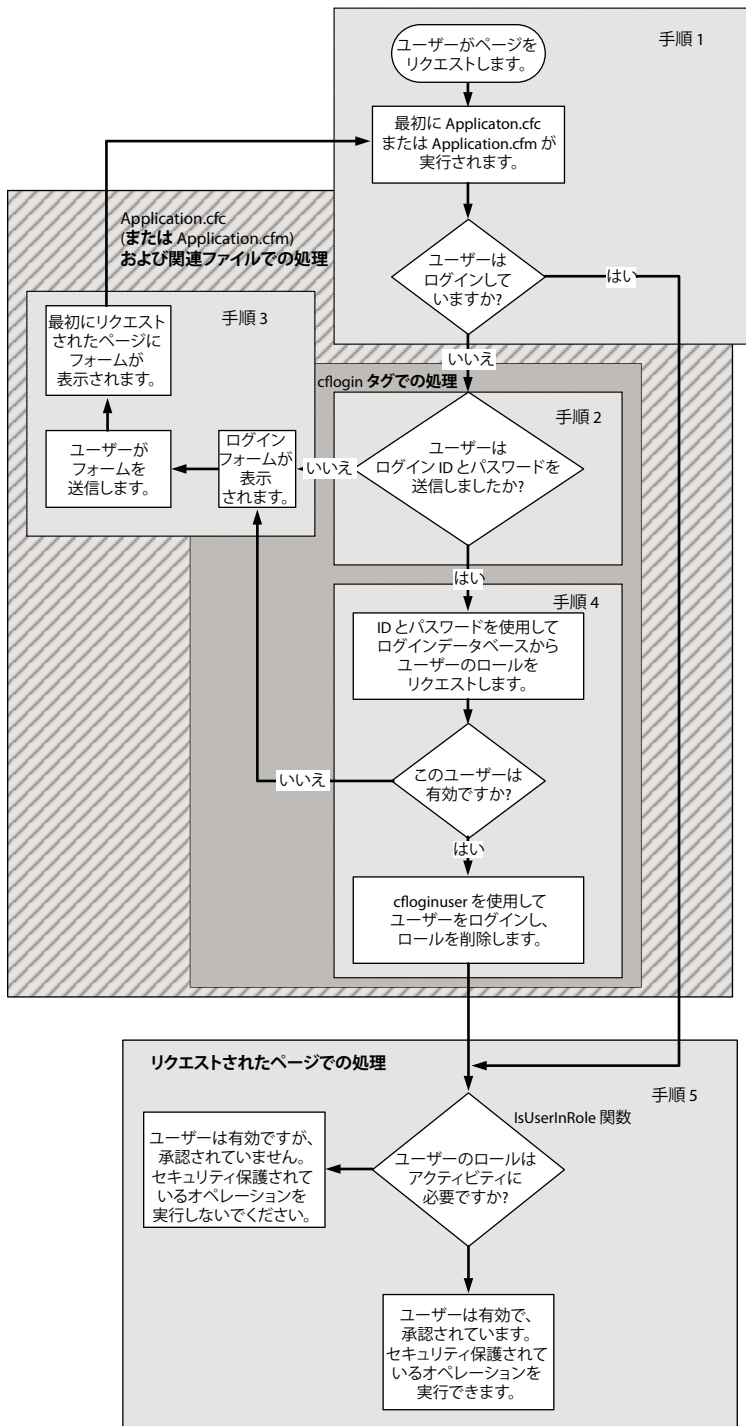 手順 1
ユーザーがページを
リクエストします。
最初に Applicaton.cfc
または Application.cfm が
実行されます。
Application.cfc
(または Application.cfm)
および関連ファイルでの処理
ユーザーは
ログインして
いますか?
はい
いいえ
手順 3
最初にリクエスト
されたページに
フォームが
表示されます。
ユーザーが
フォームを
送信します。
ログイン
フォームが
表示
されます。
いいえ
cflogin タグでの処理
手順 2
ユーザーは
ログイン ID とパスワードを
送信しましたか?
はい
手順 4
ID とパスワードを使用して
ログインデータベースから
ユーザーのロールを
リクエストします。
このユーザーは
有効ですか?
いいえ
はい
cfloginuser を使用して
ユーザーをログインし、
ロールを削除します。
リクエストされたページでの処理
手順 5
IsUserInRole 関数
ユーザーのロールは
アクティビティに
必要ですか?
ユーザーは有効ですが、
承認されていません。
セキュリティ保護されて
いるオペレーションを
実行しないでください。
ユーザーは有効で、
承認されています。
セキュリティ保護されて
いるオペレーションを
実行できます。